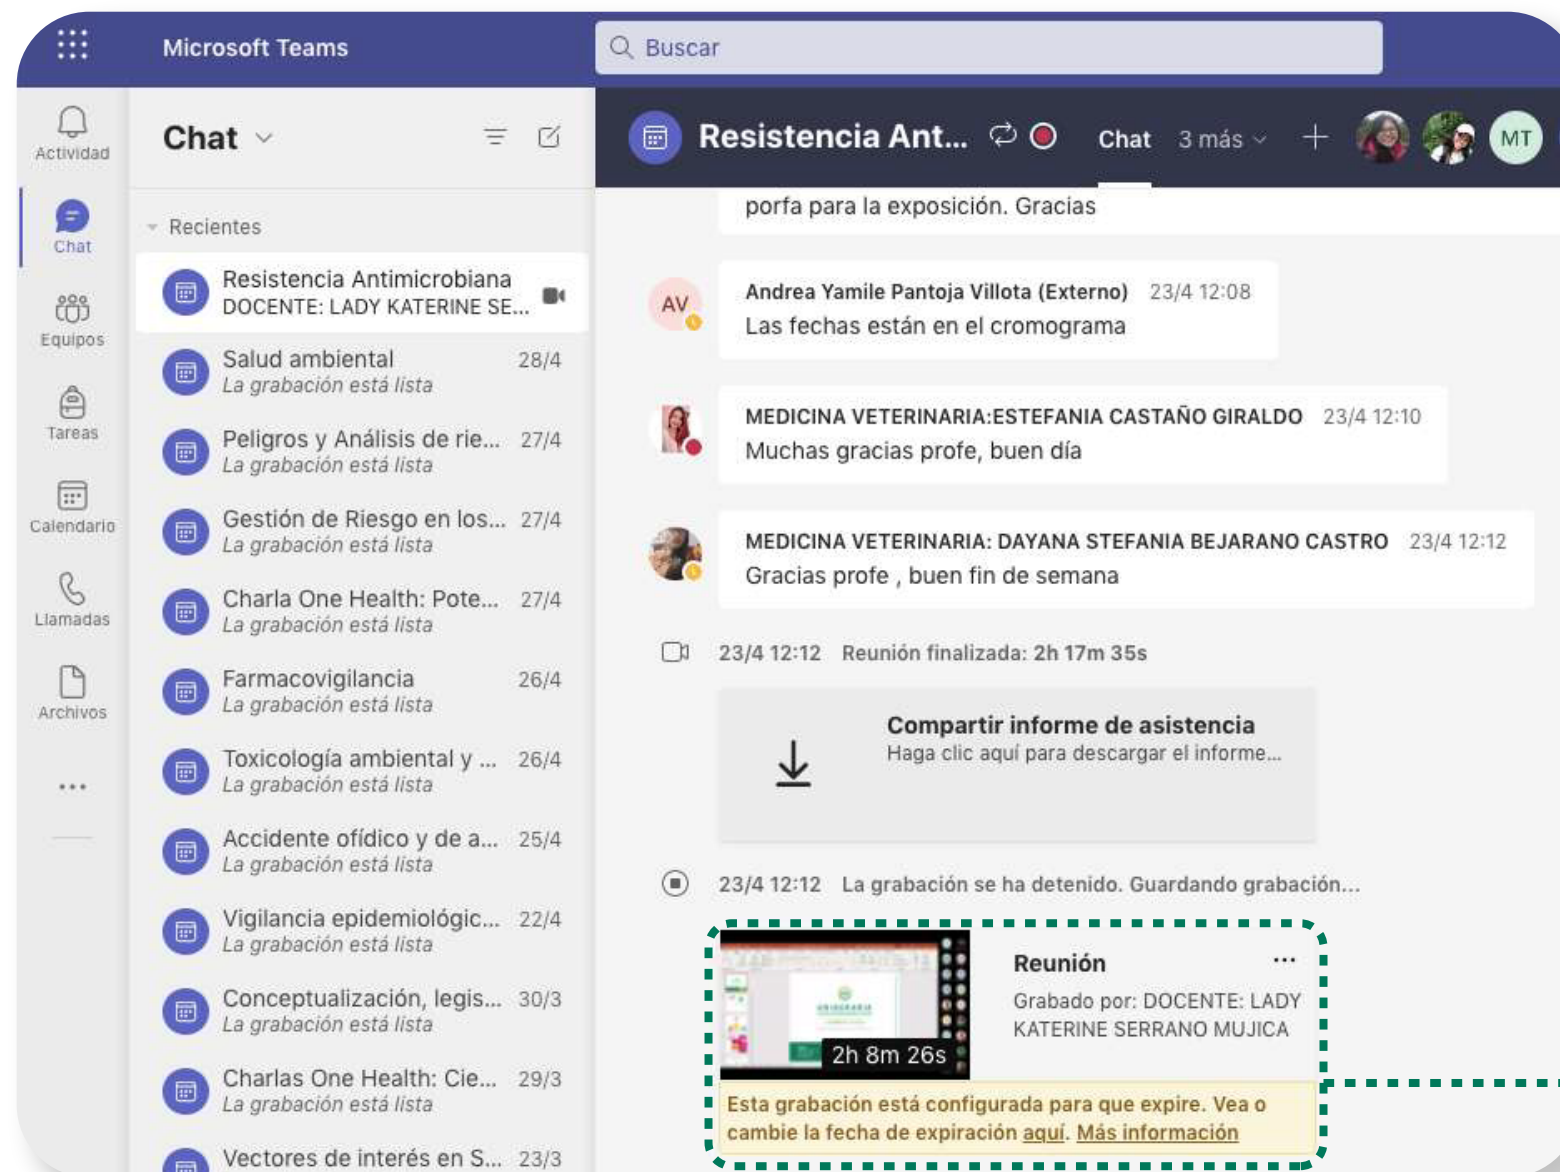 Microsoft Teams
Buscar
Actividad
Chat
Equipos
Tareas
Calendario
Llamadas
Archivos
Chat
Recientes
Resistencia Antimicrobiana
DOCENTE: LADY KATERINE SE...
Salud ambiental 28/4
La grabación está lista
Peligros y Análisis de rie... 27/4
La grabación está lista
Gestión de Riesgo en los... 27/4
La grabación está lista
Charla One Health: Pote... 27/4
La grabación está lista
Farmacovigilancia 26/4
La grabación está lista
Toxicología ambiental y ... 26/4
La grabación está lista
Accidente ofídico y de a... 25/4
La grabación está lista
Vigilancia epidemiológic... 22/4
La grabación está lista
Conceptualización, legis... 30/3
La grabación está lista
Charlas One Health: Cie... 29/3
La grabación está lista
Vectores de interés en S... 23/3
Resistencia Ant... Chat 3 más MT
porfa para la exposición. Gracias
AV
Andrea Yamile Pantoja Villota (Externo) 23/4 12:08
Las fechas están en el cromograma
MEDICINA VETERINARIA:ESTEFANIA CASTAÑO GIRALDO 23/4 12:10
Muchas gracias profe, buen día
MEDICINA VETERINARIA: DAYANA STEFANIA BEJARANO CASTRO 23/4 12:12
Gracias profe , buen fin de semana
23/4 12:12 Reunión finalizada: 2h 17m 35s
Compartir informe de asistencia
Haga clic aquí para descargar el informe...
23/4 12:12 La grabación se ha detenido. Guardando grabación...
2h 8m 26s
Reunión
Grabado por: DOCENTE: LADY
KATERINE SERRANO MUJICA
Esta grabación está configurada para que expire. Vea o
cambie la fecha de expiración aquí. Más información